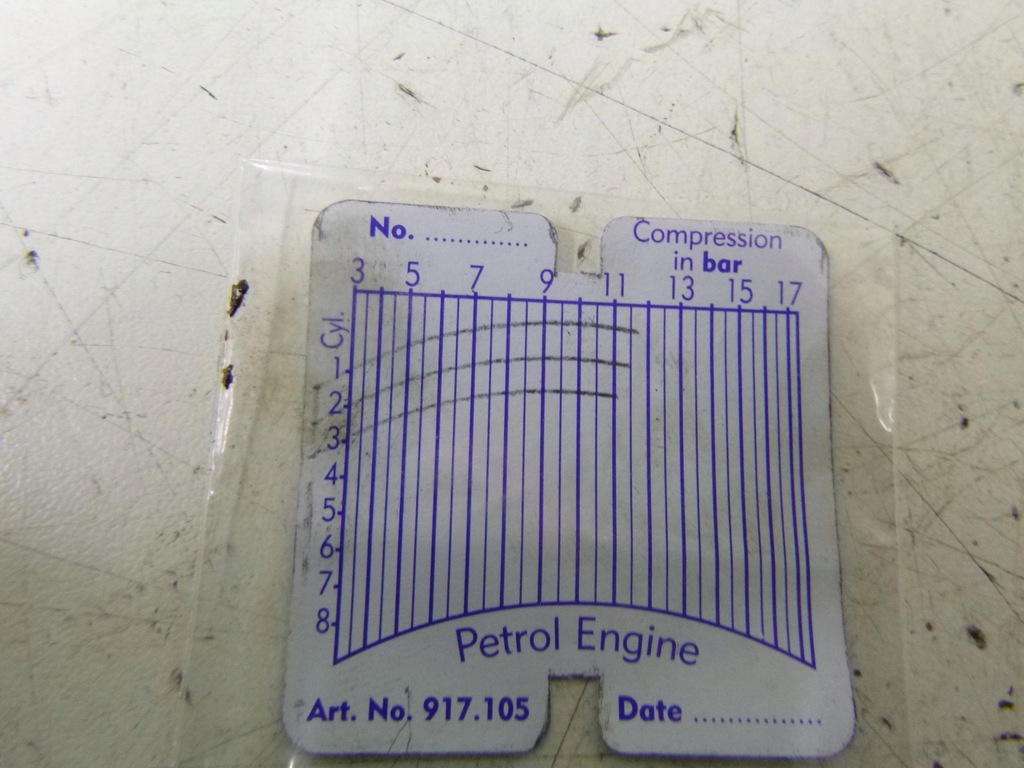 No. .............
Compression
in bar
3 5 7 9 11 13 15 17
Cyl.
1
2
3
4
5
6
7
8
Petrol Engine
Art. No. 917.105
Date ................